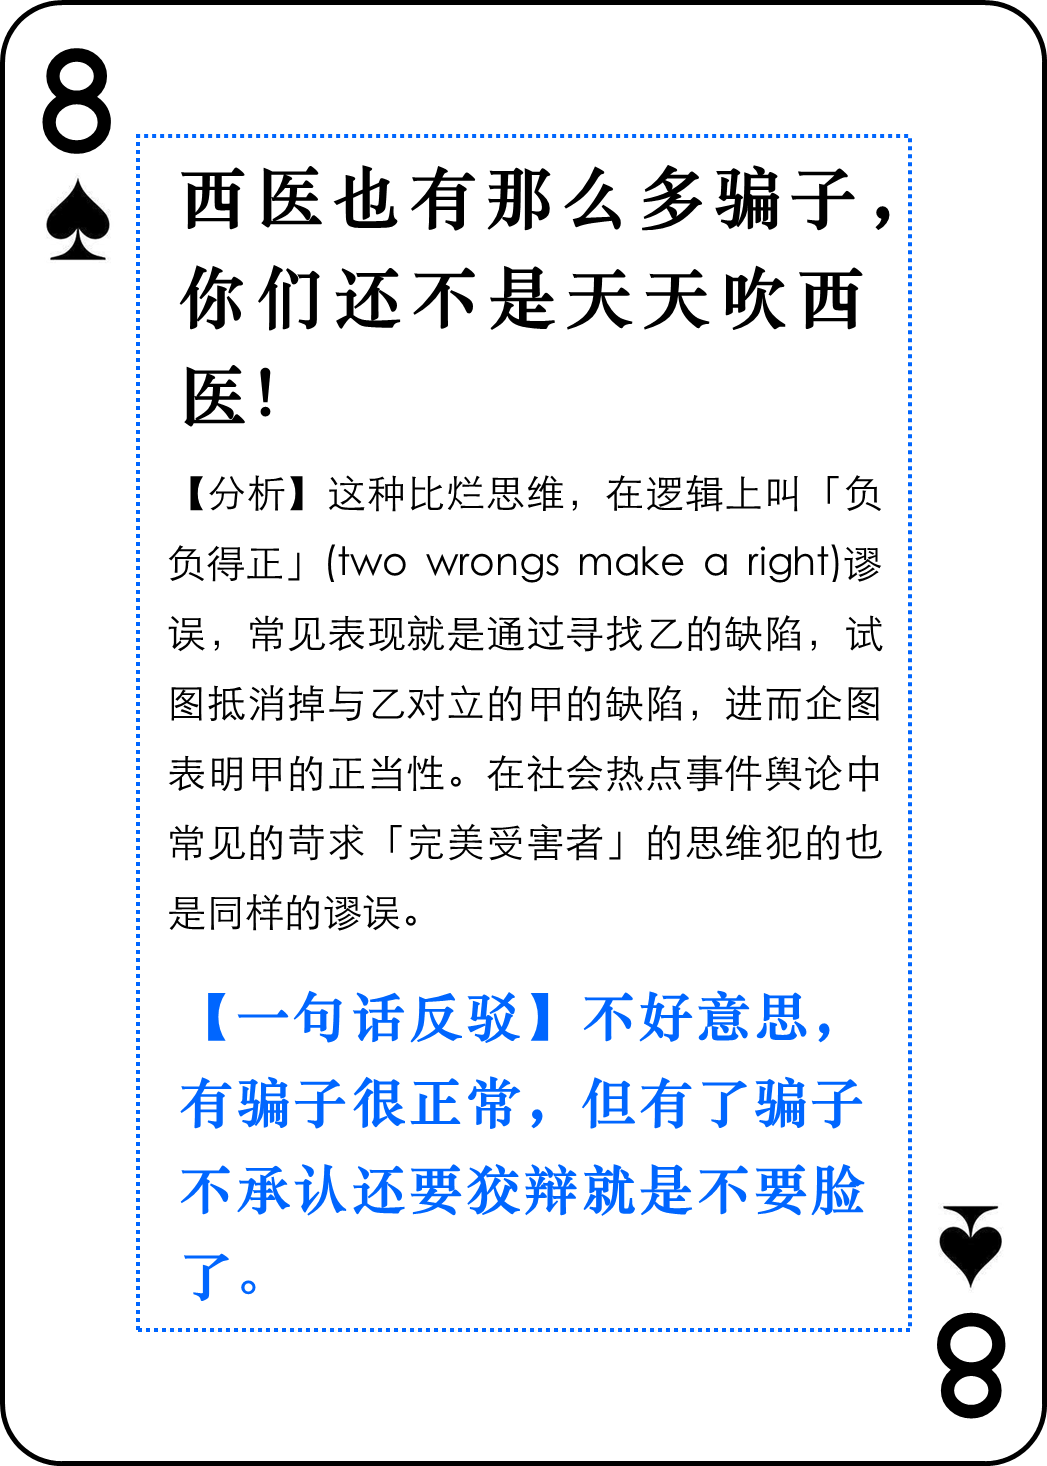 8
西医也有那么多骗子，
你们还不是天天吹西
医！
【分析】这种比烂思维，在逻辑上叫「负
负得正」(two wrongs make a right)谬
误，常见表现就是通过寻找乙的缺陷，试
图抵消掉与乙对立的甲的缺陷，进而企图
表明甲的正当性。在社会热点事件舆论中
常见的苛求「完美受害者」的思维犯的也
是同样的谬误。
【一句话反驳】不好意思，
有骗子很正常，但有了骗子
不承认还要狡辩就是不要脸
了。
8